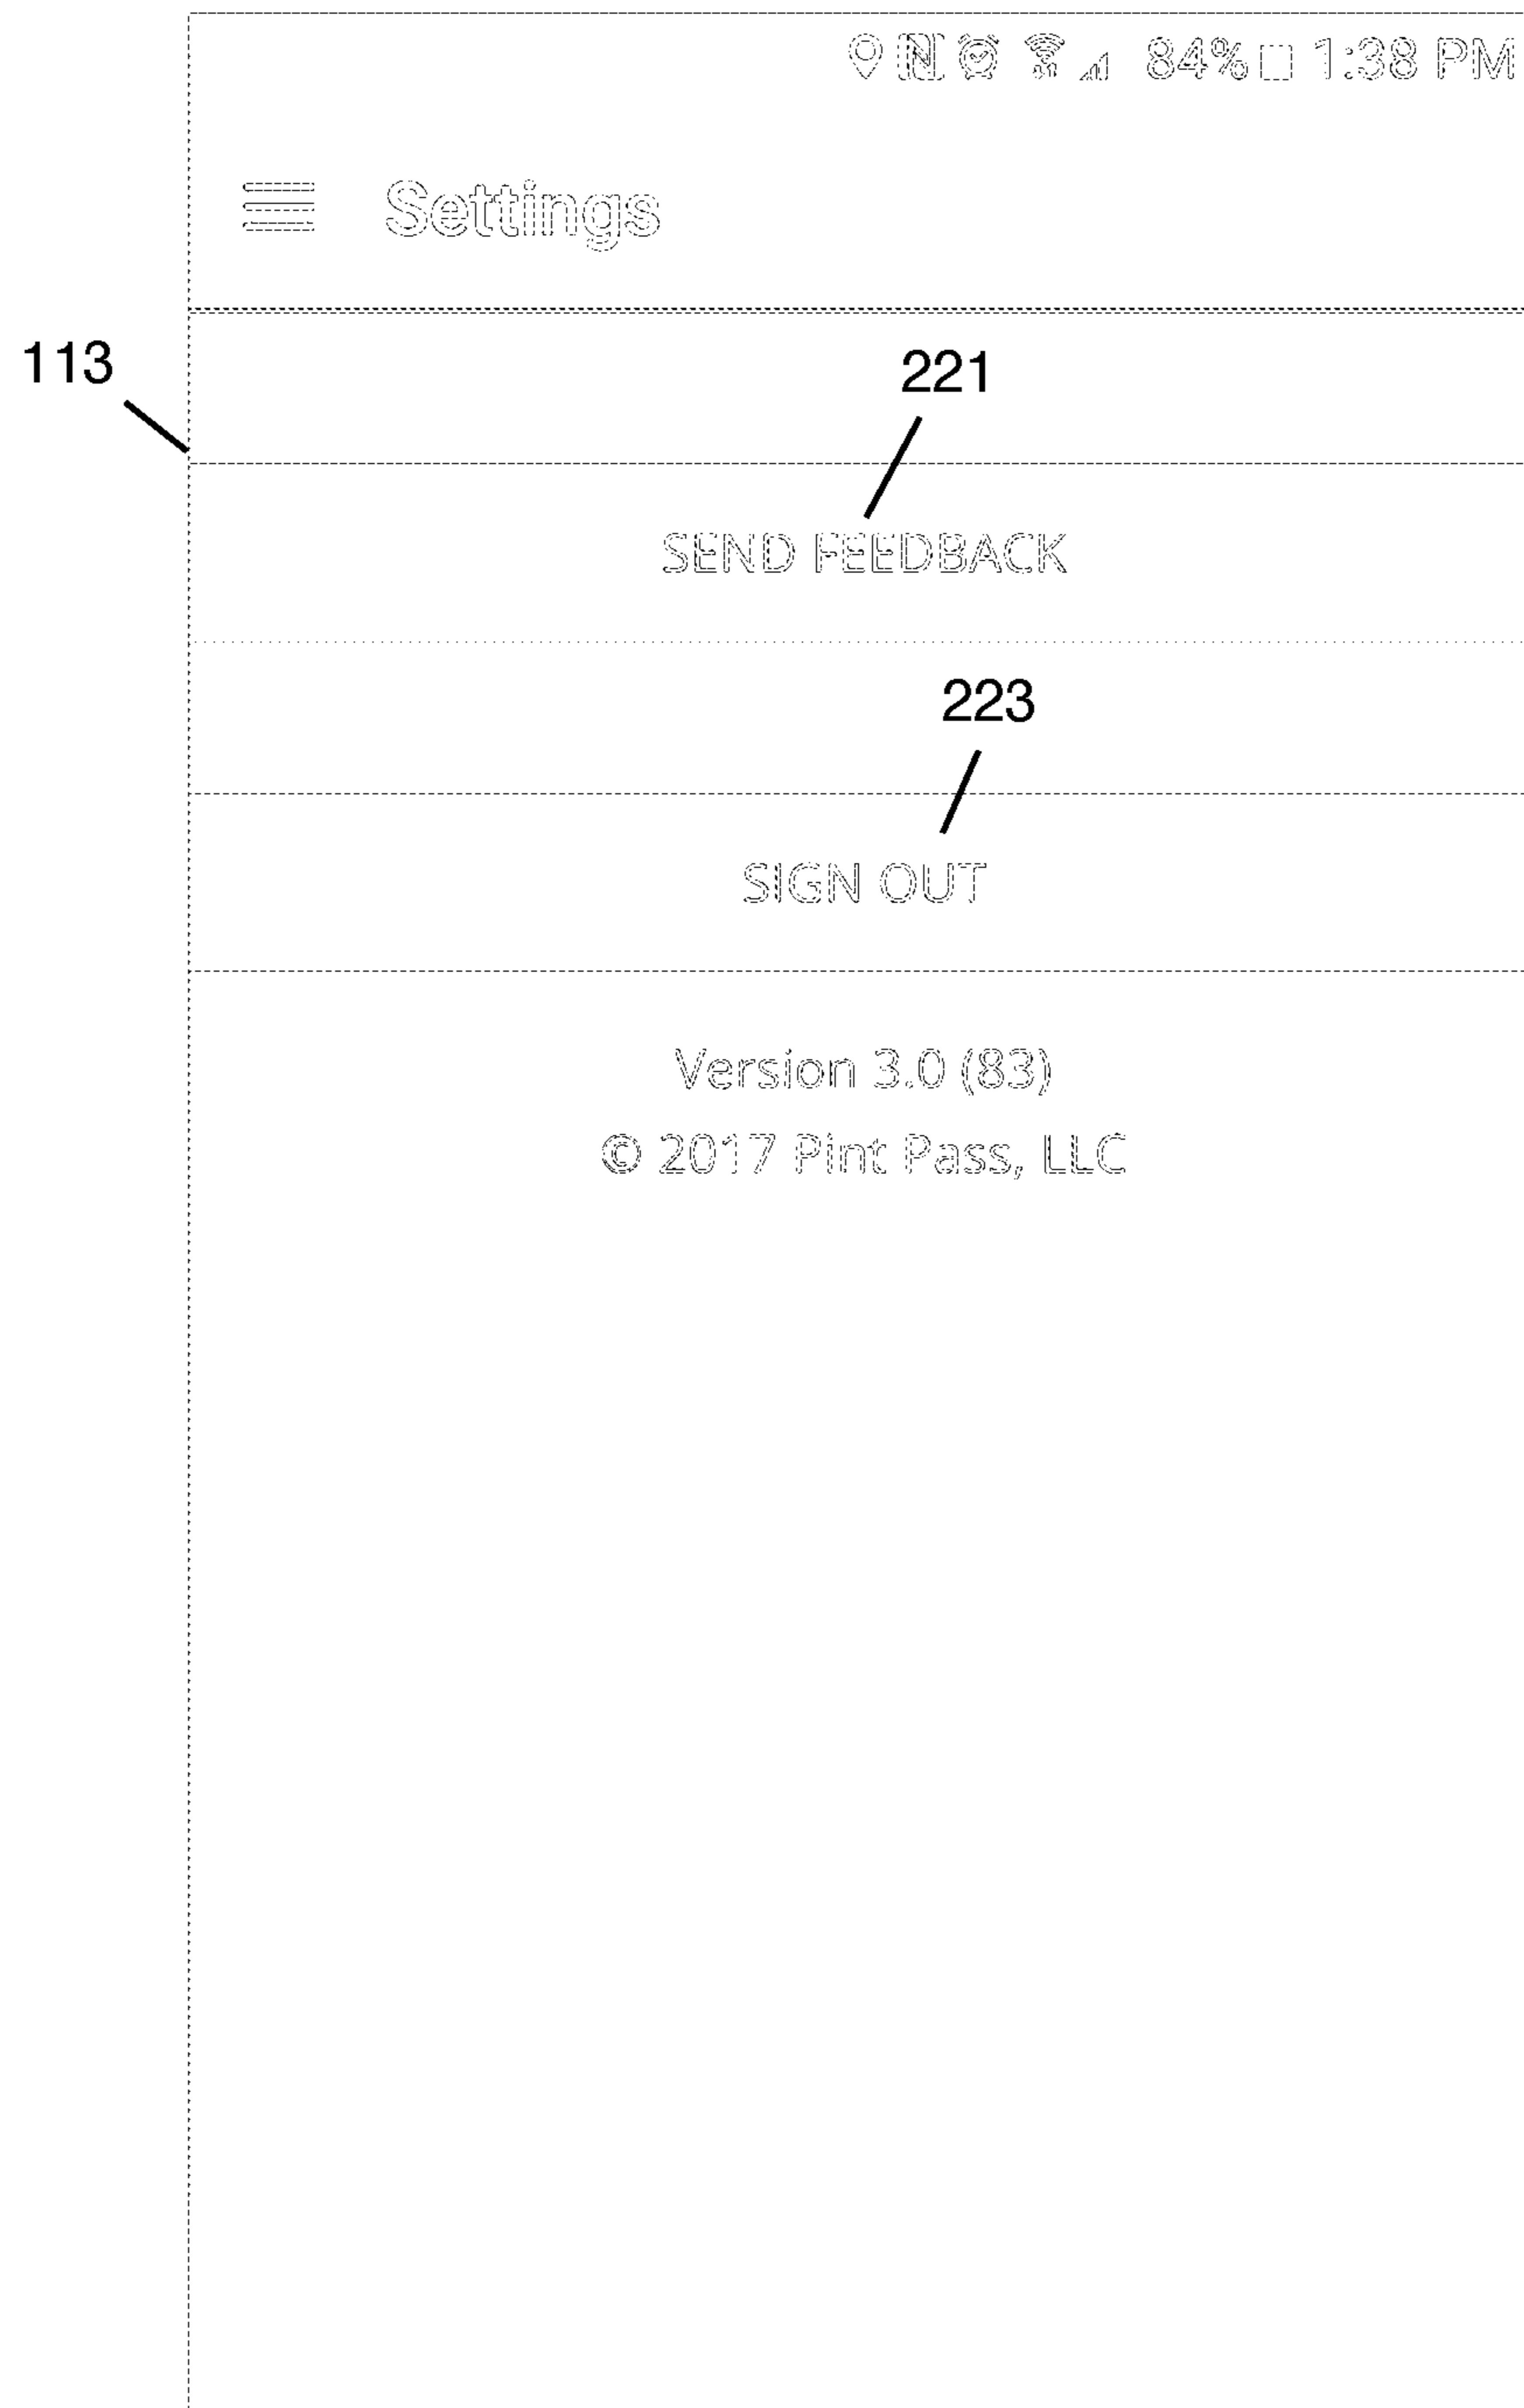 84% 1:38 PM
Settings
113
221
SEND FEEDBACK
223
SIGN OUT
Version 3.0 (83)
© 2017 Pint Pass, LLC